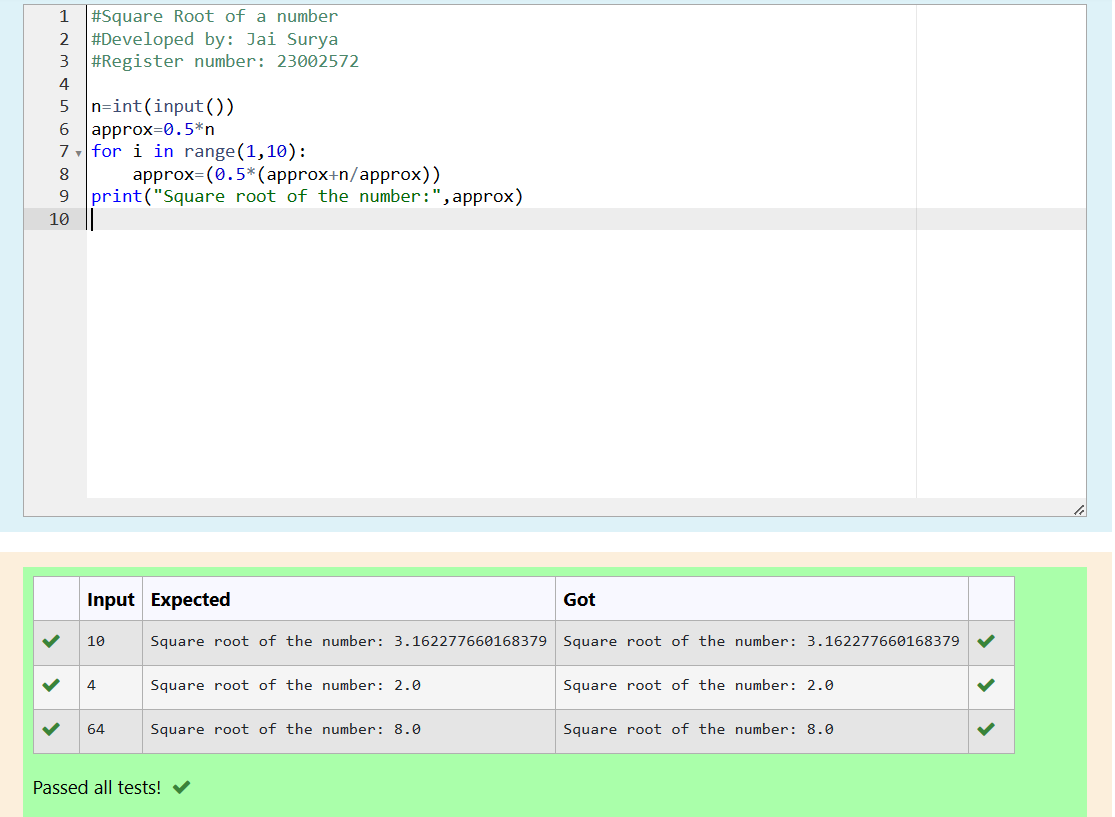 1 #Square Root of a number
2 #Developed by: Jai Surya
3 #Register number: 23002572
4
5 n=int(input())
6 approx=0.5*n
7 for i in range(1,10):
8     approx=(0.5*(approx+n/approx))
9 print("Square root of the number:",approx)
10
Input Expected Got
10 Square root of the number: 3.162277660168379 Square root of the number: 3.162277660168379
4 Square root of the number: 2.0 Square root of the number: 2.0
64 Square root of the number: 8.0 Square root of the number: 8.0
Passed all tests!